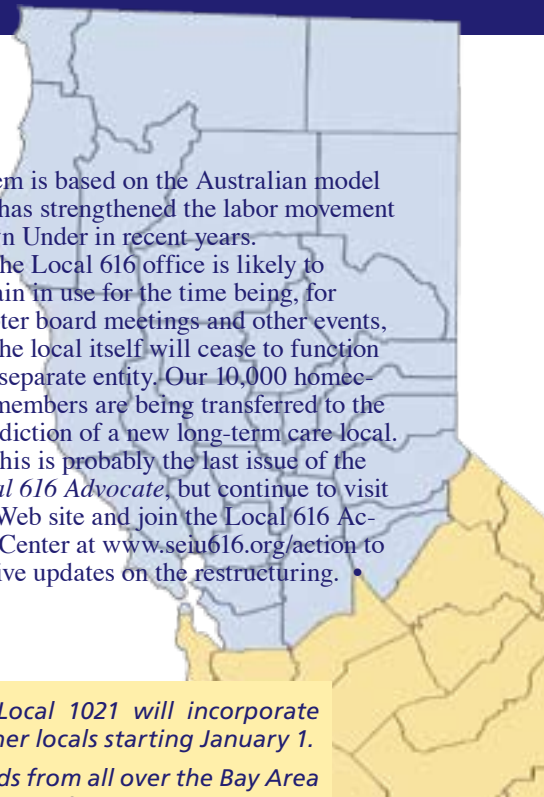 em is based on the Australian model
has strengthened the labor movement
n Under in recent years.
he Local 616 office is likely to
ain in use for the time being, for
ter board meetings and other events,
he local itself will cease to function
separate entity. Our 10,000 homec-
members are being transferred to the
diction of a new long-term care local.
his is probably the last issue of the
al 616 Advocate, but continue to visit
Web site and join the Local 616 Ac-
Center at www.seiu616.org/action to
ive updates on the restructuring. •
Local 1021 will incorporate
her locals starting January 1.
ds from all over the Bay Area